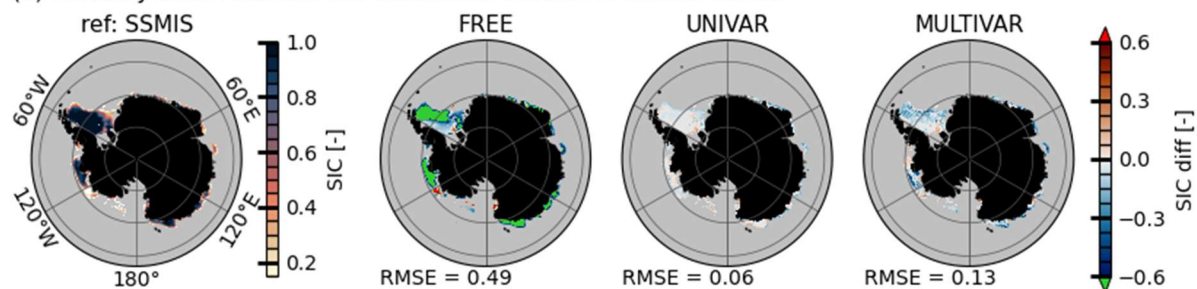 ref: SSMIS
FREE
UNIVAR
MULTIVAR
60°W
60°E
120°W
120°E
180°
1.0
0.8
0.6
0.4
0.2
SIC [-]
RMSE = 0.49
RMSE = 0.06
RMSE = 0.13
0.6
0.3
0.0
−0.3
−0.6
SIC diff [-]